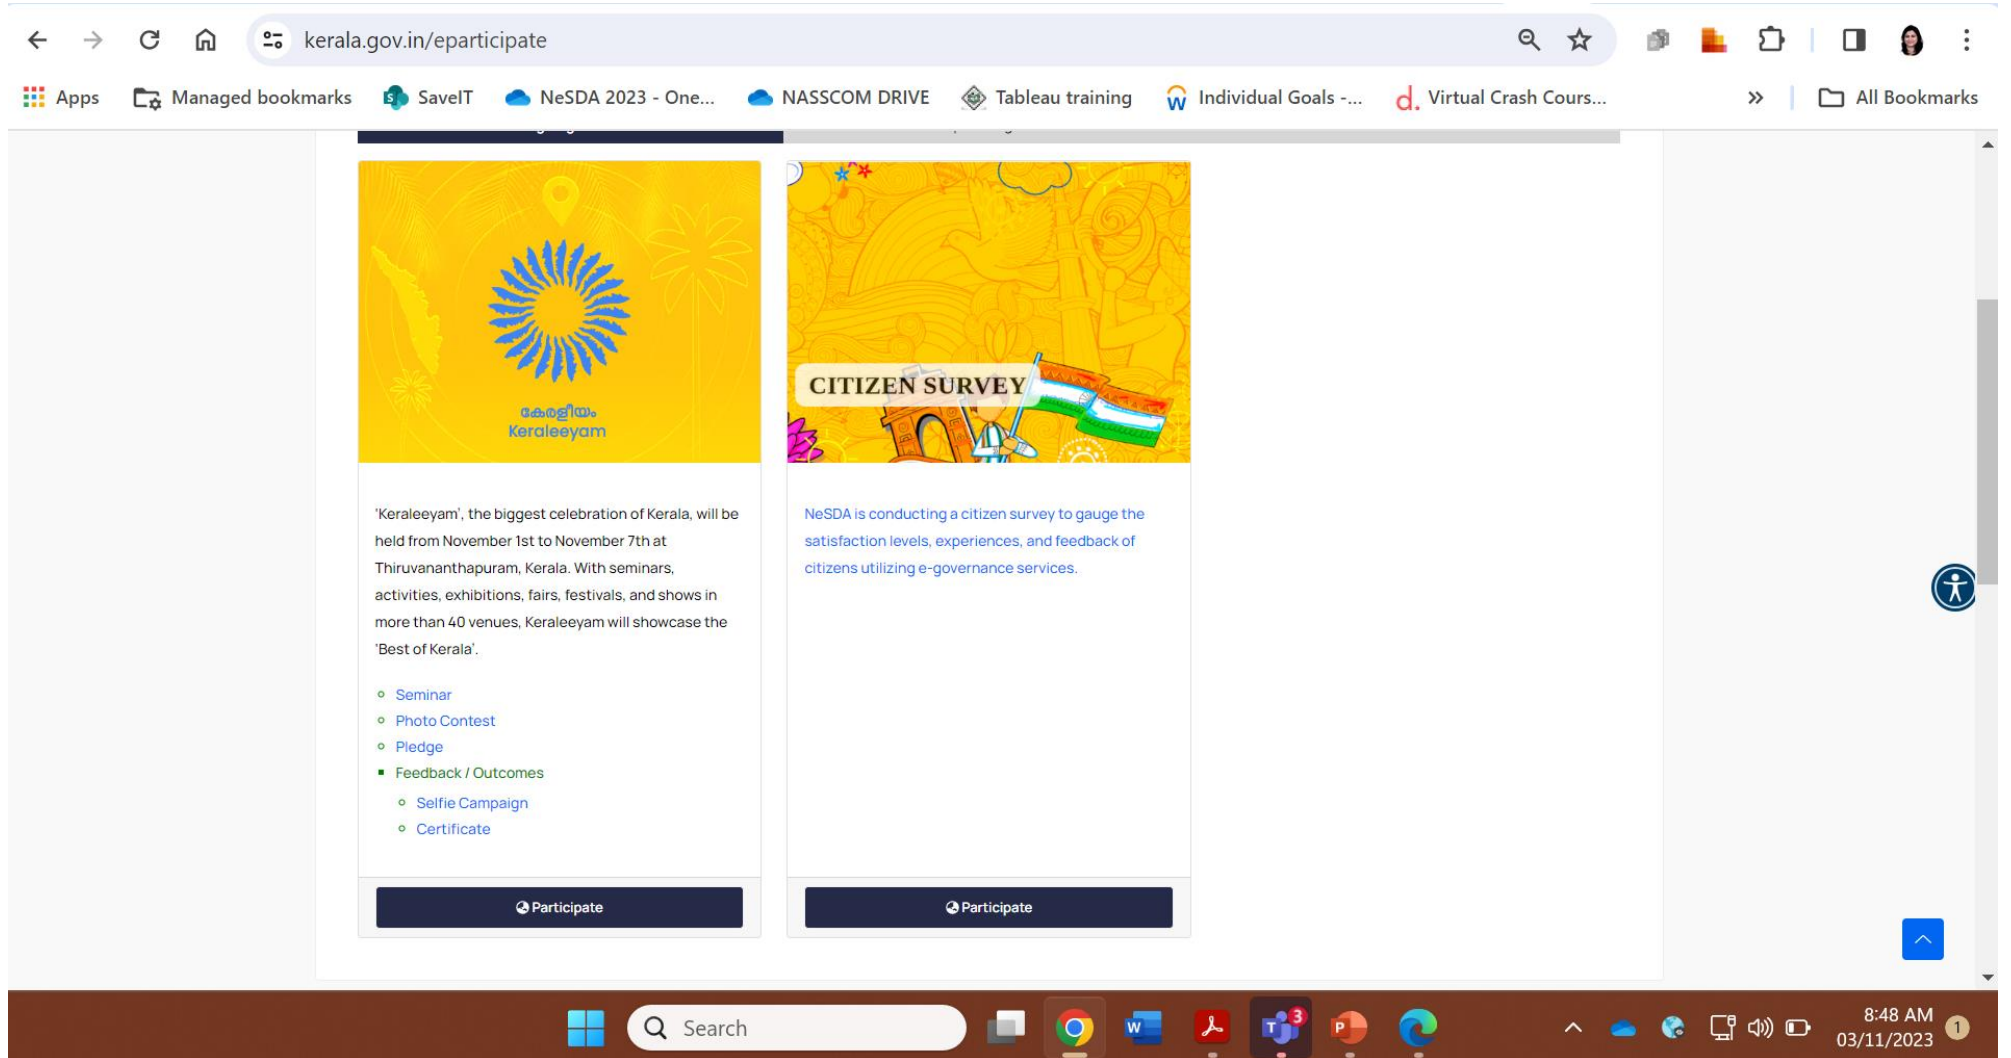 kerala.gov.in/eparticipate
Apps
Managed bookmarks
SaveIT
NeSDA 2023 - One...
NASSCOM DRIVE
Tableau training
Individual Goals -...
Virtual Crash Cours...
All Bookmarks
കേരളീയം
Keraleeyam
'Keraleeyam', the biggest celebration of Kerala, will be
held from November 1st to November 7th at
Thiruvananthapuram, Kerala. With seminars,
activities, exhibitions, fairs, festivals, and shows in
more than 40 venues, Keraleeyam will showcase the
'Best of Kerala'.
Seminar
Photo Contest
Pledge
Feedback / Outcomes
Selfie Campaign
Certificate
Participate
CITIZEN SURVEY
NeSDA is conducting a citizen survey to gauge the
satisfaction levels, experiences, and feedback of
citizens utilizing e-governance services.
Participate
Search
3
8:48 AM
03/11/2023
1